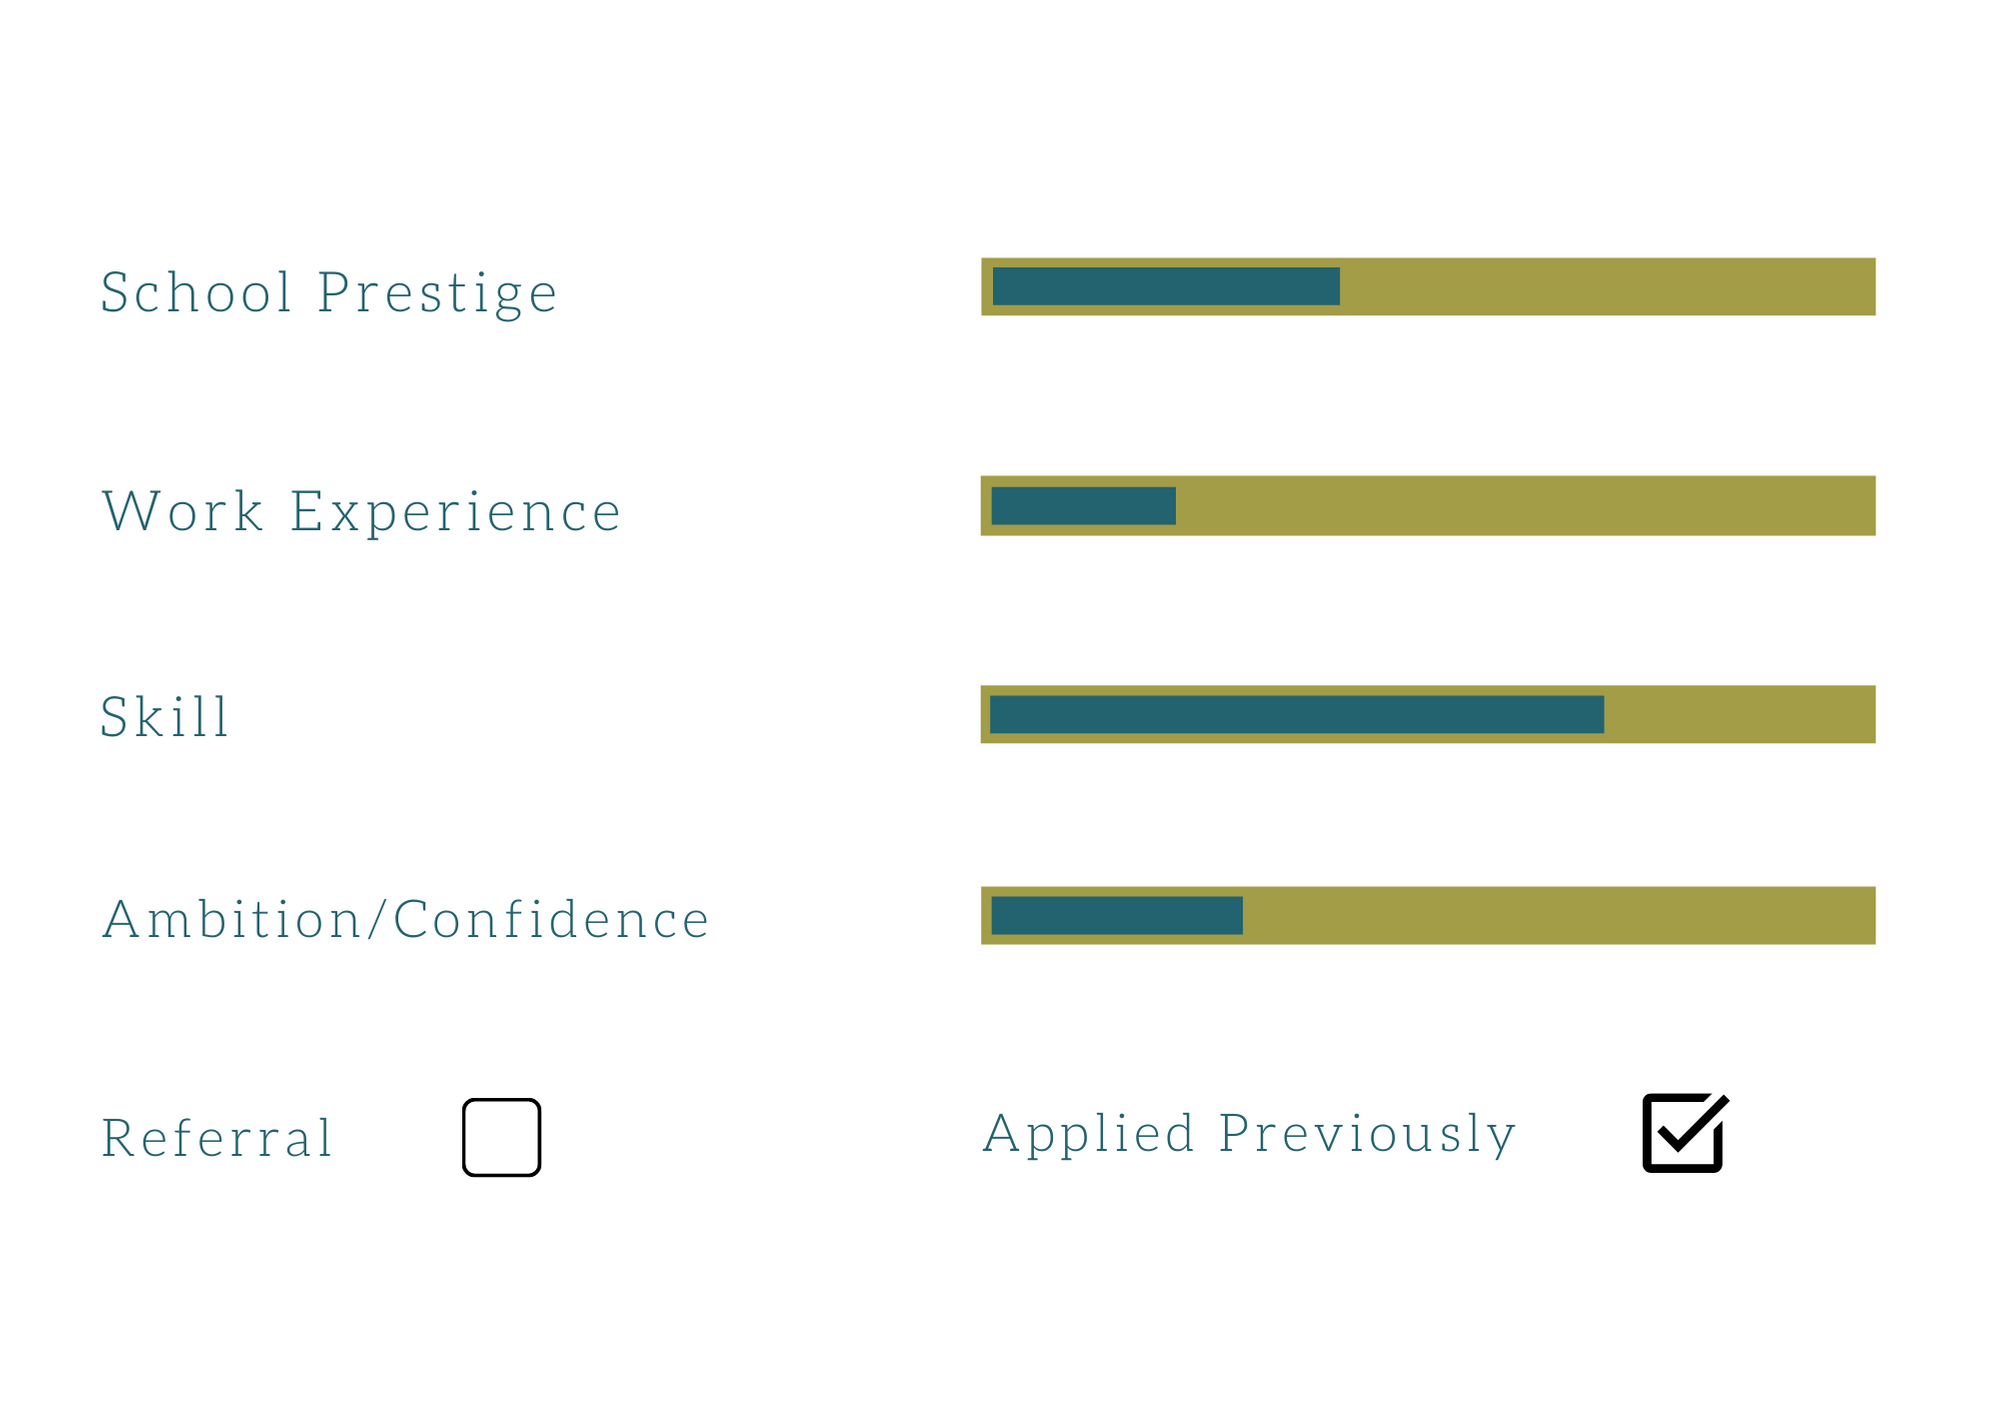 School Prestige
Work Experience
Skill
Ambition/Confidence
Referral
Applied Previously